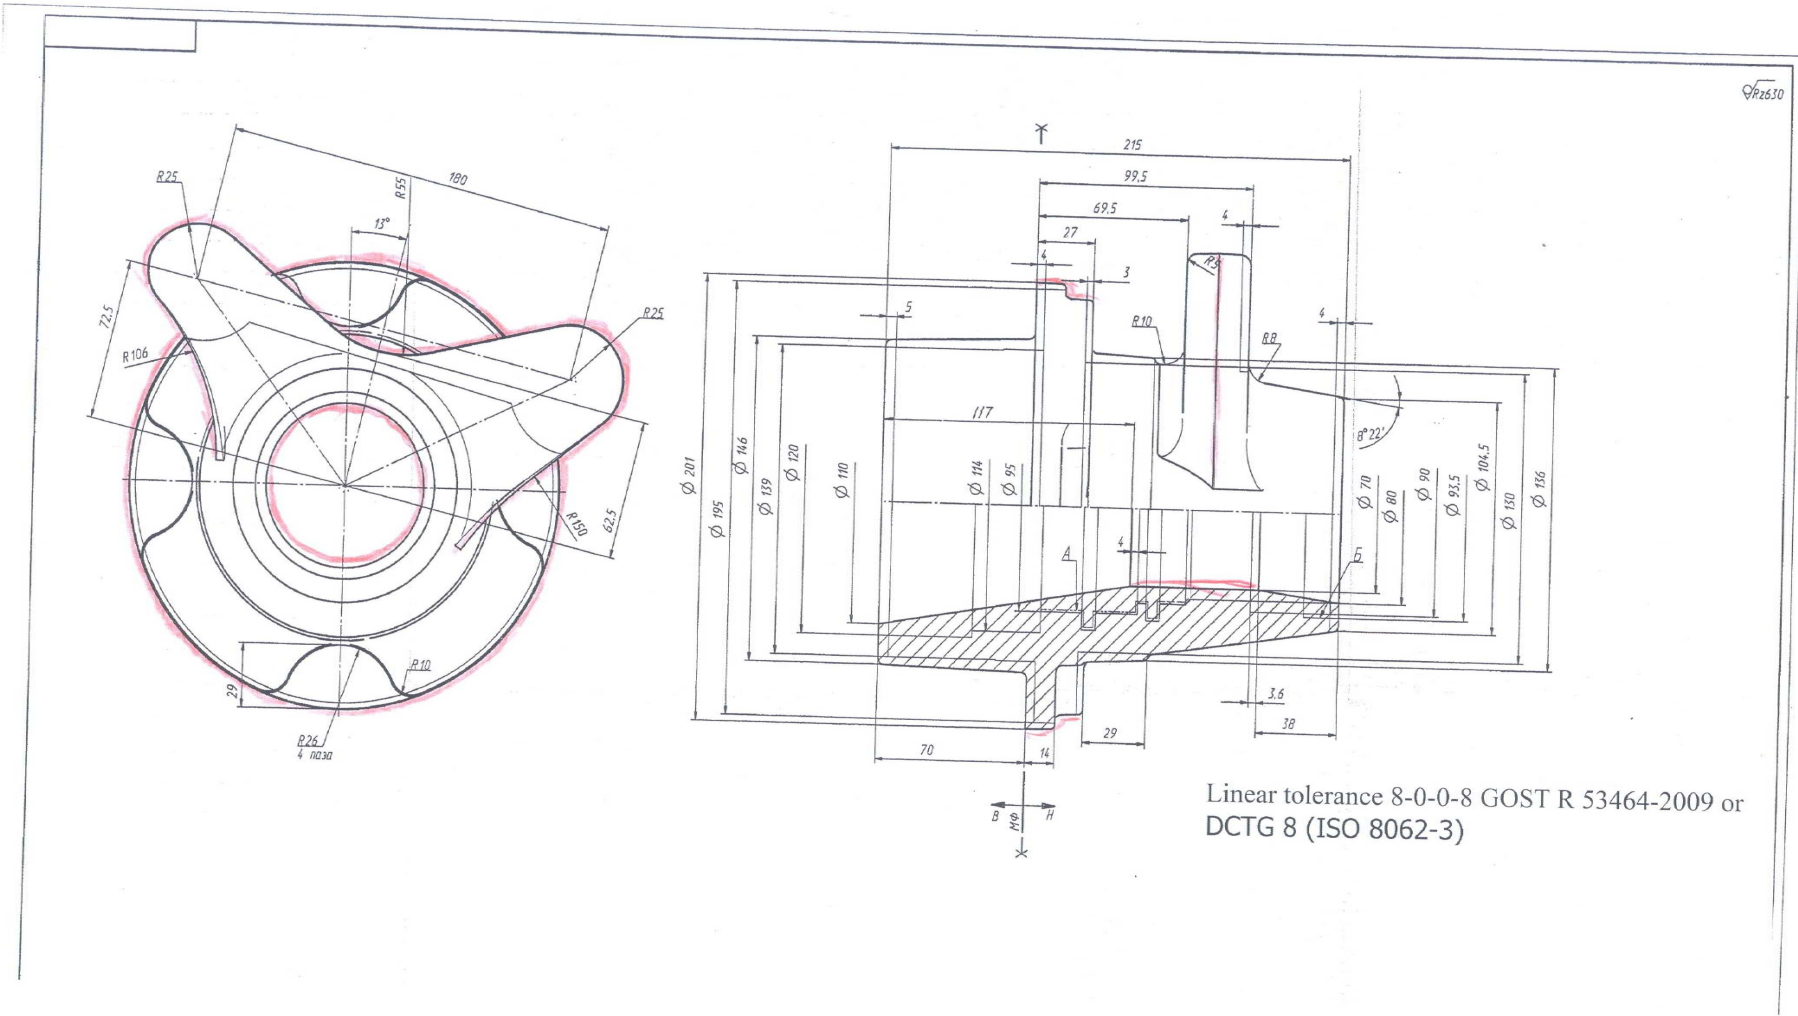 Rz630
215
99,5
69,5
4
27
4
3
R25
180
R55
13°
R5
R25
72,5
R106
5
R10
R8
4
117
8°22'
Ø 201
Ø 195
Ø 146
Ø 139
Ø 120
Ø 110
Ø 114
Ø 95
Ø 70
Ø 80
Ø 90
Ø 93,5
Ø 104,5
Ø 130
Ø 136
R150
62,5
А
4
Б
29
R10
R26
4 паза
3,6
38
70
14
29
В
МФ
Н
Linear tolerance 8-0-0-8 GOST R 53464-2009 or
DCTG 8 (ISO 8062-3)